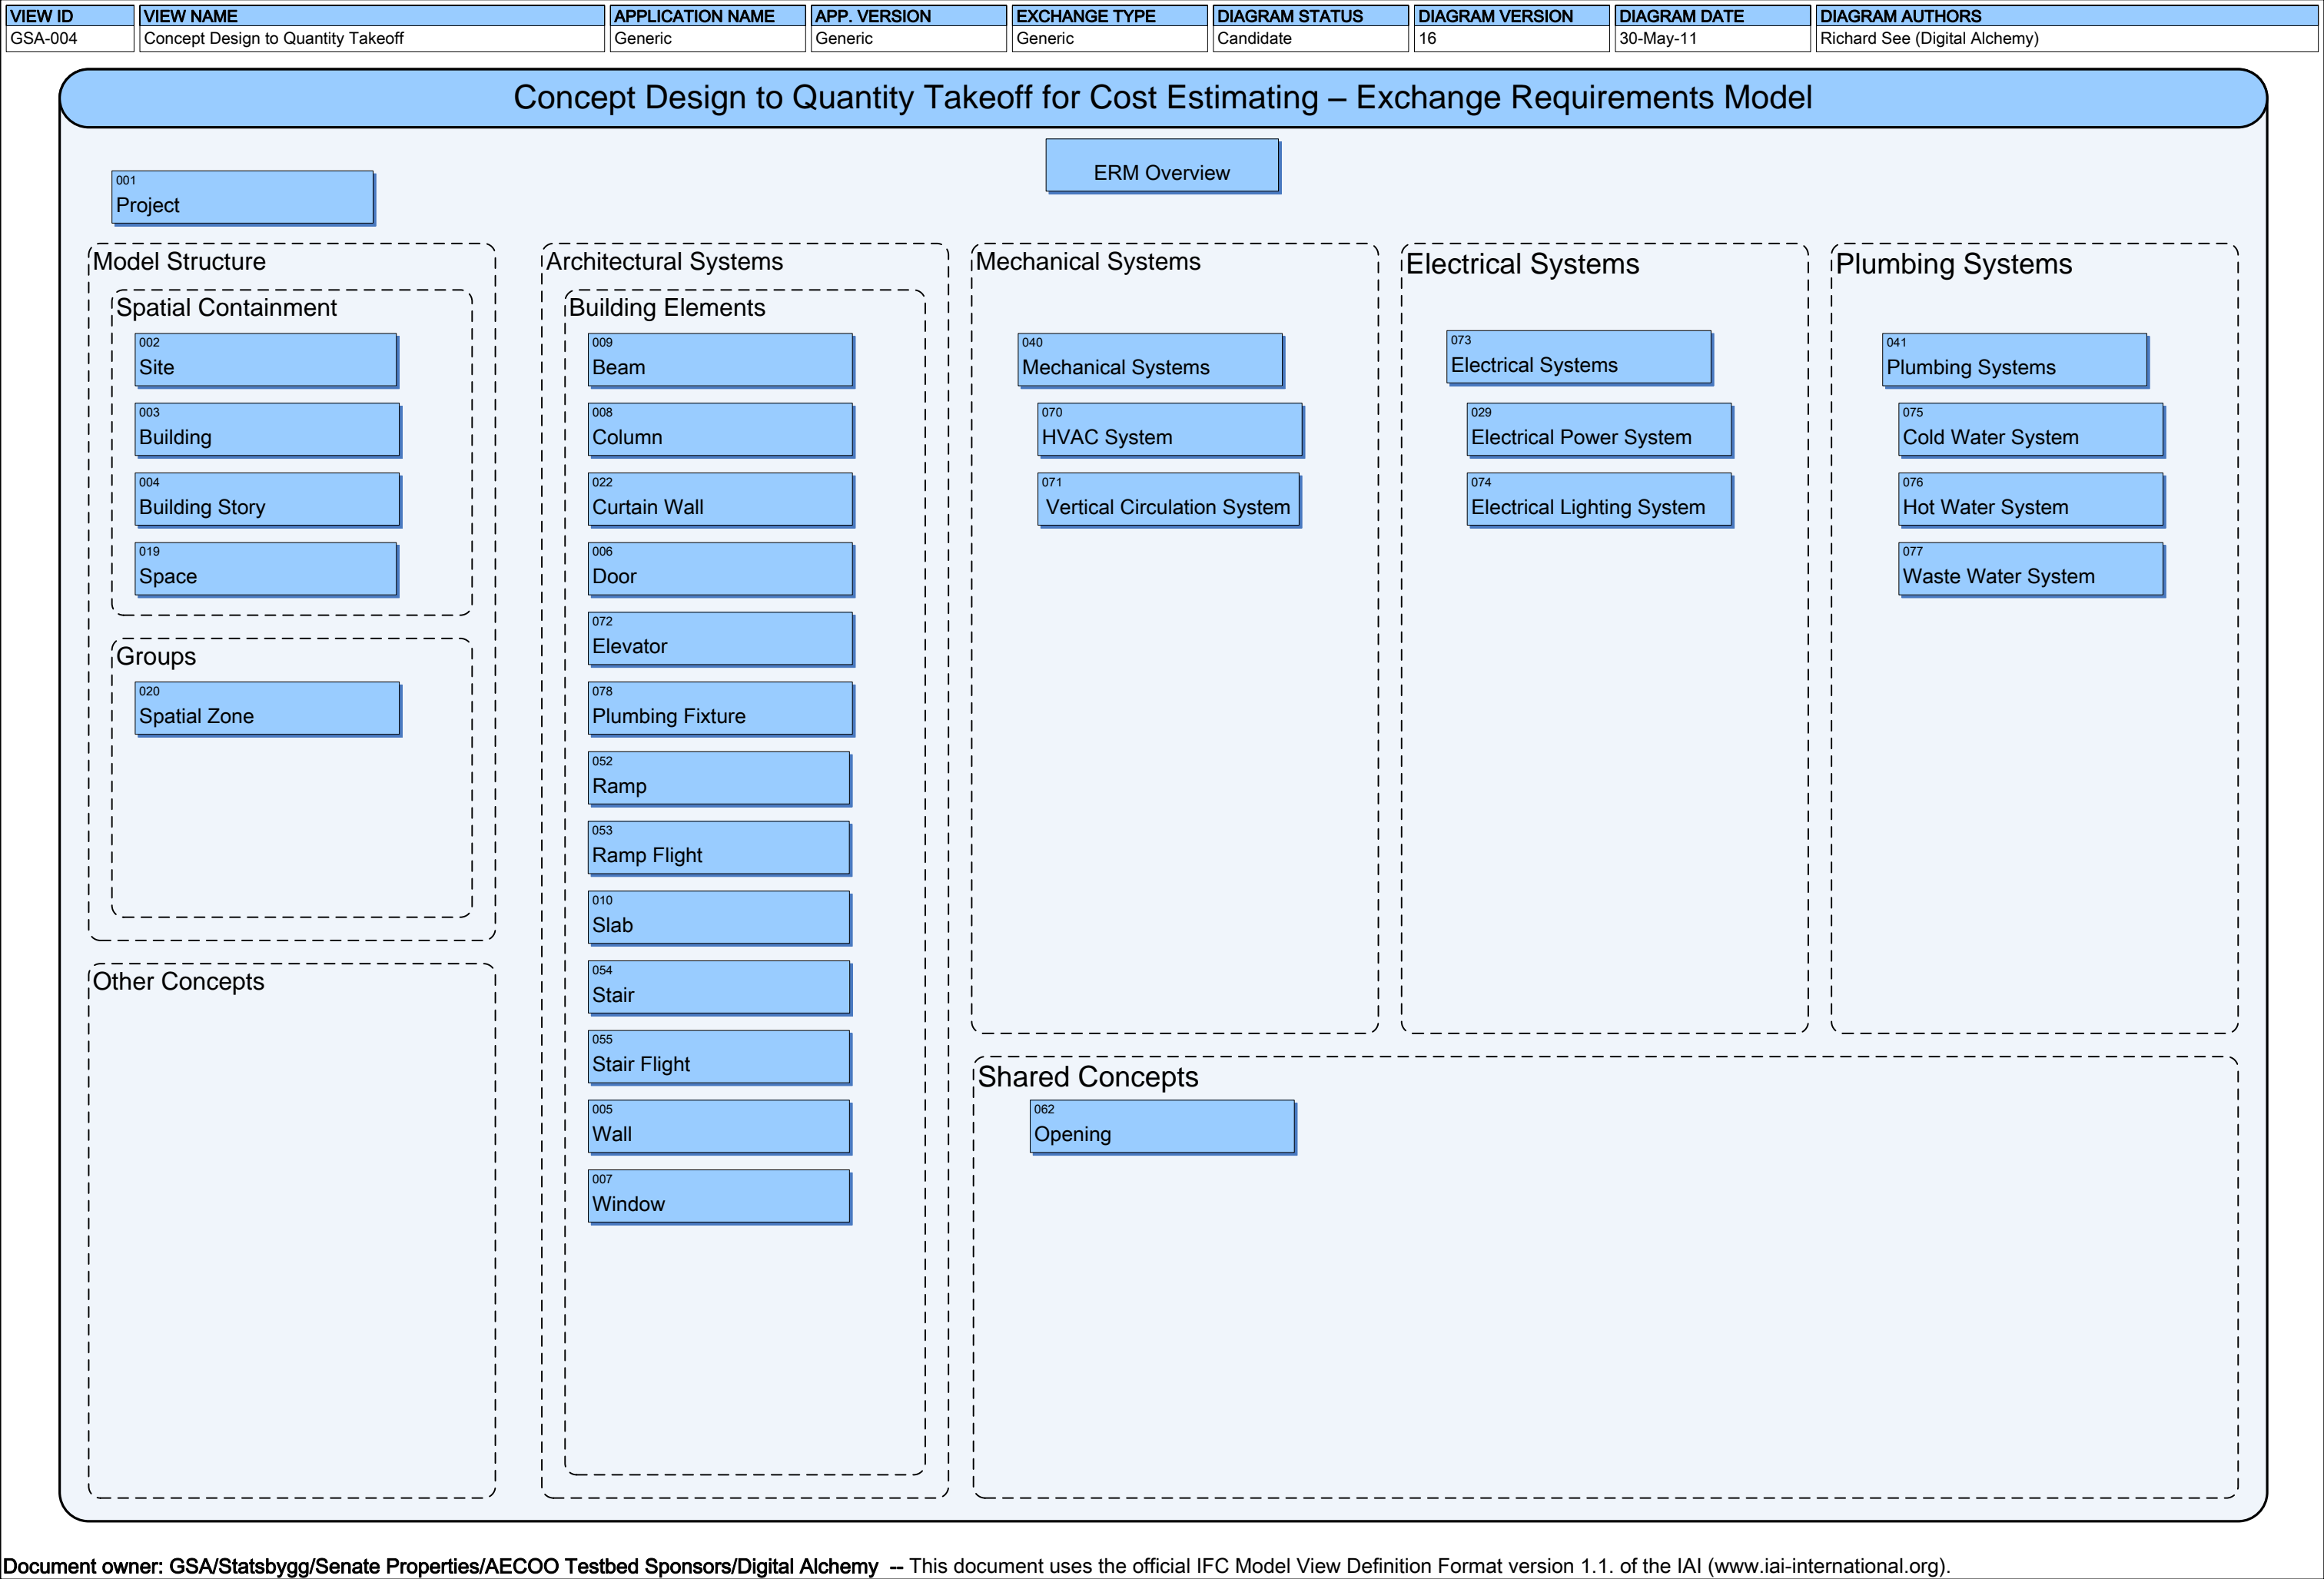 VIEW ID VIEW NAME APPLICATION NAME APP. VERSION EXCHANGE TYPE DIAGRAM STATUS DIAGRAM VERSION DIAGRAM DATE DIAGRAM AUTHORS
GSA-004 Concept Design to Quantity Takeoff Generic Generic Generic Candidate 16 30-May-11 Richard See (Digital Alchemy)
Concept Design to Quantity Takeoff for Cost Estimating – Exchange Requirements Model
ERM Overview
001
Project
Model Structure
Spatial Containment
002
Site
003
Building
004
Building Story
019
Space
Groups
020
Spatial Zone
Other Concepts
Architectural Systems
Building Elements
009
Beam
008
Column
022
Curtain Wall
006
Door
072
Elevator
078
Plumbing Fixture
052
Ramp
053
Ramp Flight
010
Slab
054
Stair
055
Stair Flight
005
Wall
007
Window
Mechanical Systems
040
Mechanical Systems
070
HVAC System
071
Vertical Circulation System
Electrical Systems
073
Electrical Systems
029
Electrical Power System
074
Electrical Lighting System
Plumbing Systems
041
Plumbing Systems
075
Cold Water System
076
Hot Water System
077
Waste Water System
Shared Concepts
062
Opening
Document owner: GSA/Statsbygg/Senate Properties/AECOO Testbed Sponsors/Digital Alchemy -- This document uses the official IFC Model View Definition Format version 1.1. of the IAI (www.iai-international.org).